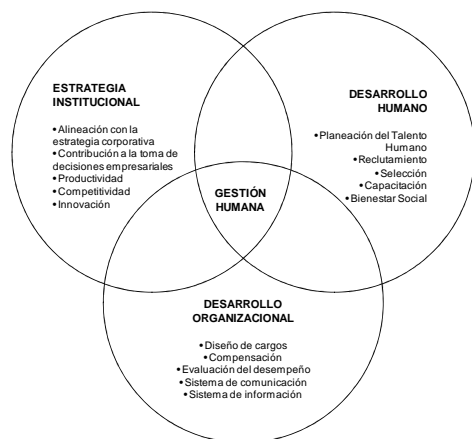 ESTRATEGIA
INSTITUCIONAL
•Alineación con la
estrategia corporativa
•Contribución a la toma de
decisiones empresariales
•Productividad
•Competitividad
•Innovación
DESARROLLO
HUMANO
•Planeación del Talento
Humano
•Reclutamiento
•Selección
•Capacitación
•Bienestar Social
GESTIÓN
HUMANA
DESARROLLO
ORGANIZACIONAL
•Diseño de cargos
•Compensación
•Evaluación del desempeño
•Sistema de comunicación
•Sistema de información